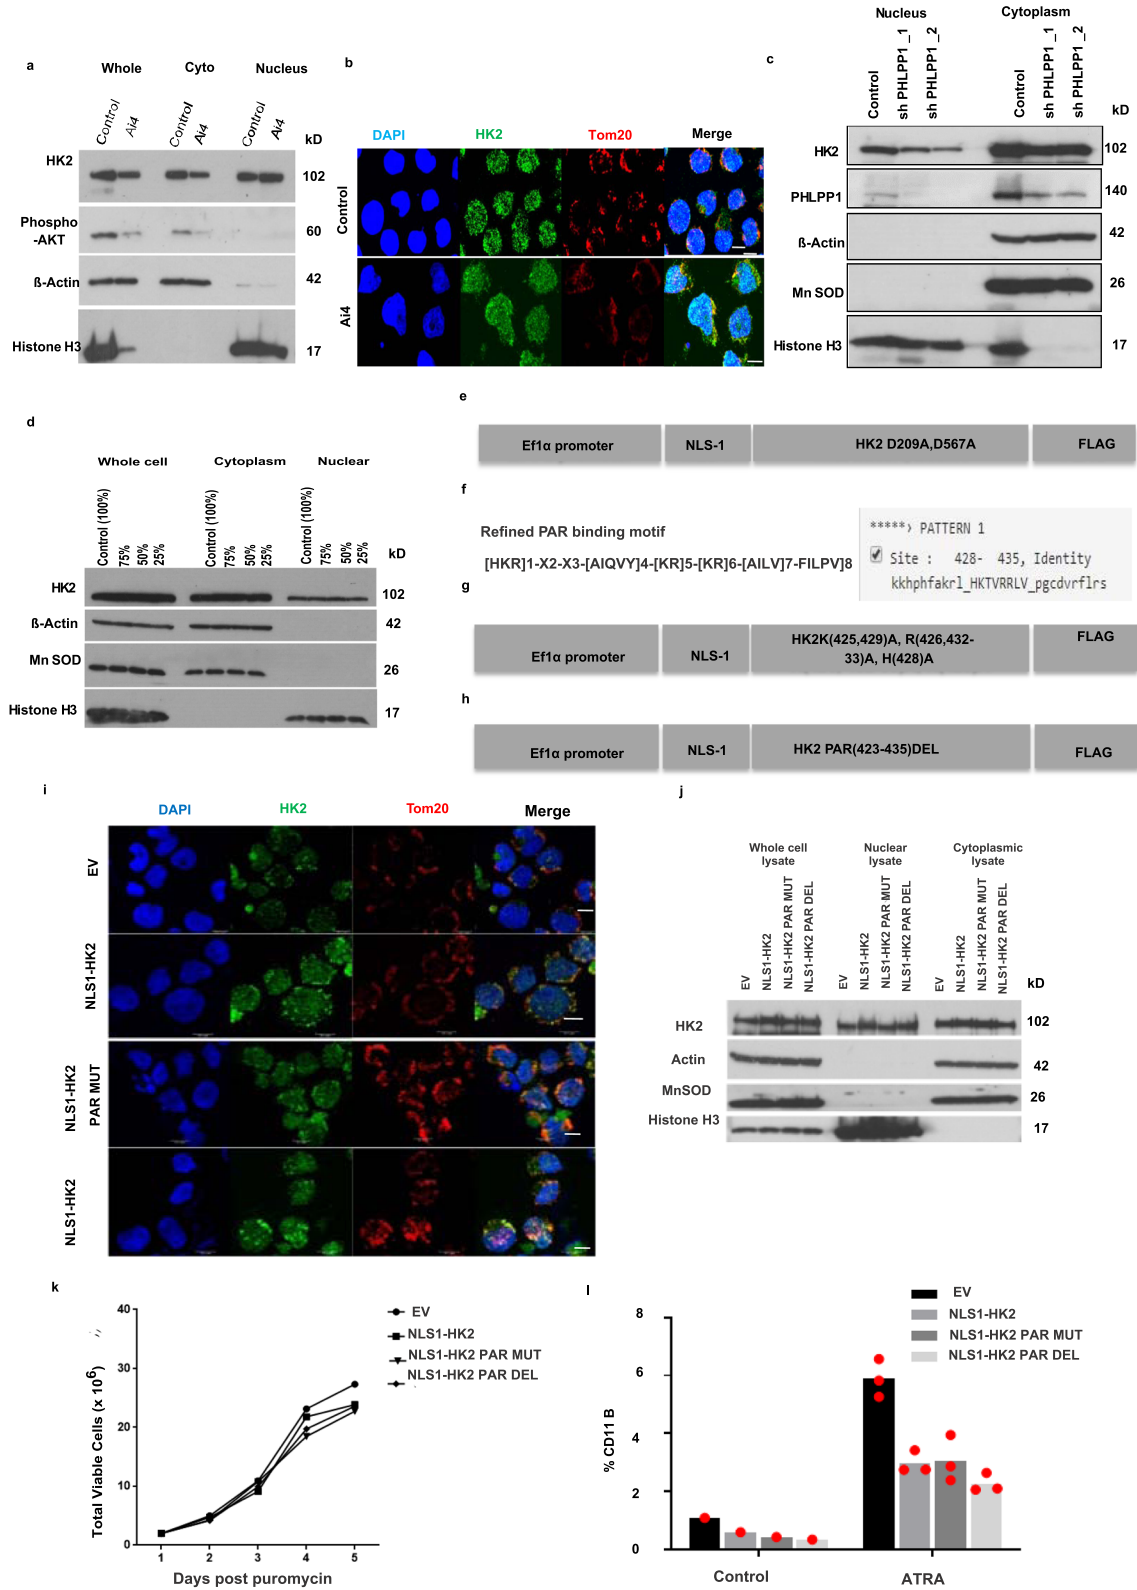 a
Whole Cyto Nucleus
Control Ai4 Control Ai4 Control Ai4
kD
HK2 102
Phospho
-AKT 60
ß-Actin 42
Histone H3 17
b
DAPI HK2 Tom20 Merge
Control
Ai4
c
Nucleus Cytoplasm
Control sh PHLPP1_1 sh PHLPP1_2 Control sh PHLPP1_1 sh PHLPP1_2
kD
HK2 102
PHLPP1 140
ß-Actin 42
Mn SOD 26
Histone H3 17
d
Whole cell Cytoplasm Nuclear
Control (100%) 75% 50% 25% Control (100%) 75% 50% 25% Control (100%) 75% 50% 25%
kD
HK2 102
ß-Actin 42
Mn SOD 26
Histone H3 17
e
Ef1α promoter NLS-1 HK2 D209A,D567A FLAG
f
Refined PAR binding motif
[HKR]1-X2-X3-[AIQVY]4-[KR]5-[KR]6-[AILV]7-FILPV]8
*****> PATTERN 1
Site : 428- 435, Identity
kkhphfakrl_HKTVRRLV_pgcdvrflrs
g
Ef1α promoter NLS-1 HK2K(425,429)A, R(426,432-
33)A, H(428)A FLAG
h
Ef1α promoter NLS-1 HK2 PAR(423-435)DEL FLAG
i
DAPI HK2 Tom20 Merge
EV
NLS1-HK2
NLS1-HK2
PAR MUT
NLS1-HK2
j
Whole cell
lysate
Nuclear
lysate
Cytoplasmic
lysate
EV NLS1-HK2 NLS1-HK2 PAR MUT NLS1-HK2 PAR DEL EV NLS1-HK2 NLS1-HK2 PAR MUT NLS1-HK2 PAR DEL EV NLS1-HK2 NLS1-HK2 PAR MUT NLS1-HK2 PAR DEL
kD
HK2 102
Actin 42
MnSOD 26
Histone H3 17
k
Total Viable Cells (x 10⁶)
40
30
20
10
0
1 2 3 4 5
Days post puromycin
EV
NLS1-HK2
NLS1-HK2 PAR MUT
NLS1-HK2 PAR DEL
l
% CD11 B
8
6
4
2
0
Control ATRA
EV
NLS1-HK2
NLS1-HK2 PAR MUT
NLS1-HK2 PAR DEL